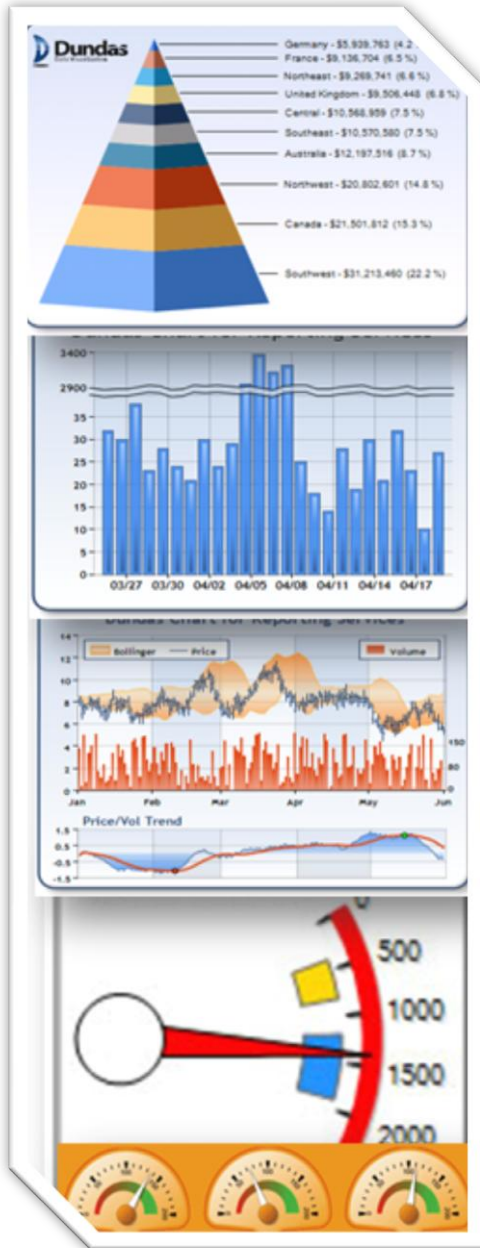 Dundas
Germany - $5,939,763 (4.2
France - $9,136,704 (6.5 %)
Northeast - $9,269,741 (6.6 %)
United Kingdom - $9,506,448 (6.8 %)
Central - $10,568,959 (7.5 %)
Southeast - $10,570,580 (7.5 %)
Australia - $12,197,516 (8.7 %)
Northwest - $20,802,601 (14.8 %)
Canada - $21,501,812 (15.3 %)
Southwest - $31,213,460 (22.2 %)
Dundas Chart for Reporting Services
3400
2900
35
30
25
20
15
10
5
0
03/27 03/30 04/02 04/05 04/08 04/11 04/14 04/17
Dundas Chart for Reporting Services
14
Bollinger Price Volume
12
10
8
6
4
2
0
150
80
0
Jan Feb Mar Apr May Jun
Price/Vol Trend
1.5
0.5
-0.5
-1.5
0
500
1000
1500
2000